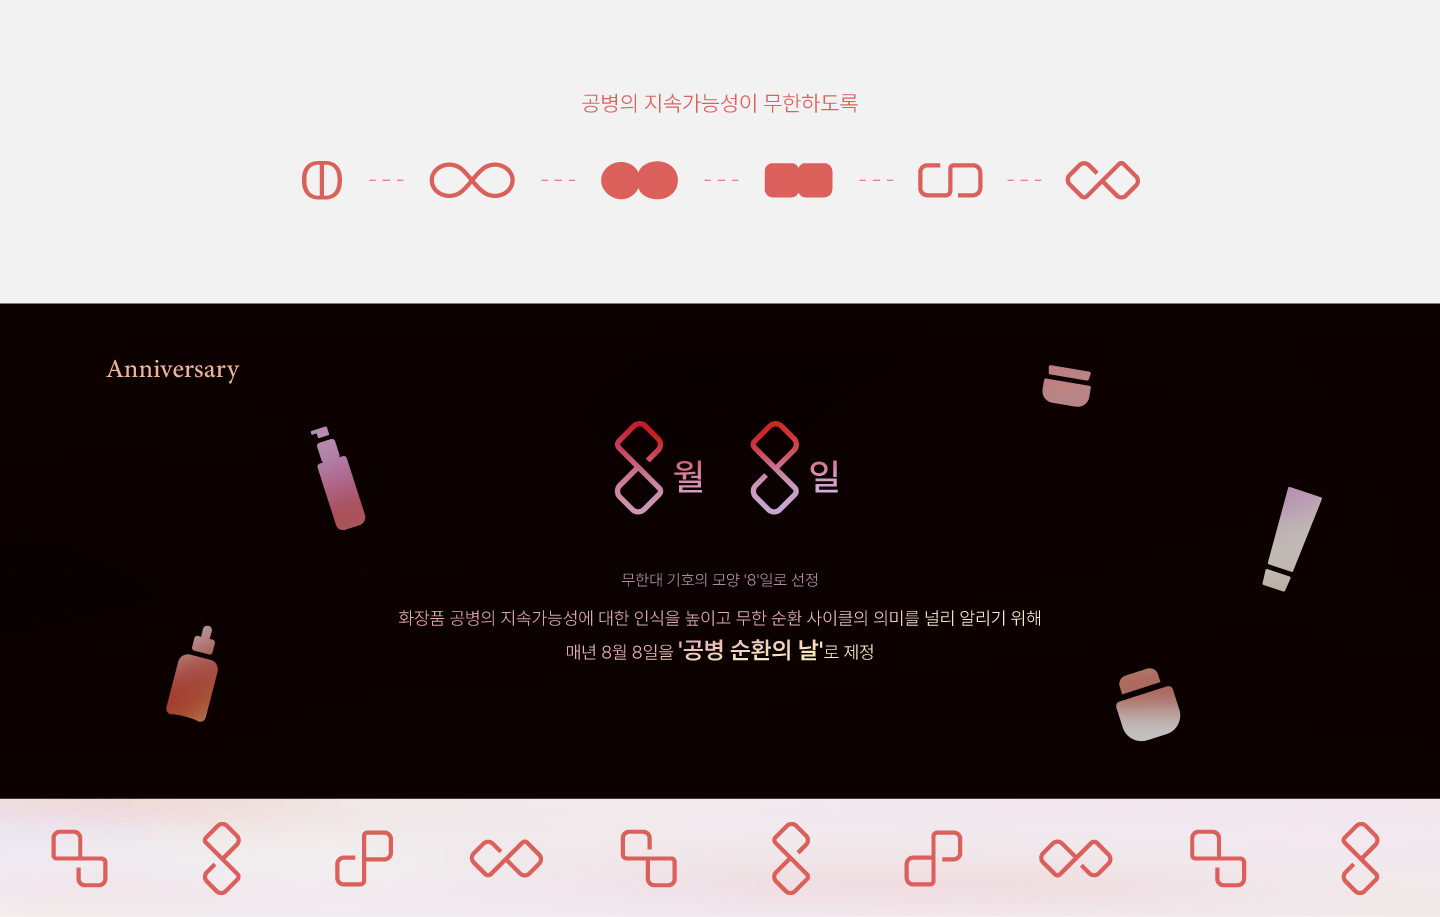 공병의 지속가능성이 무한하도록
Anniversary
8월 8일
무한대 기호의 모양 '8'일로 선정
화장품 공병의 지속가능성에 대한 인식을 높이고 무한 순환 사이클의 의미를 널리 알리기 위해
매년 8월 8일을 '공병 순환의 날'로 제정